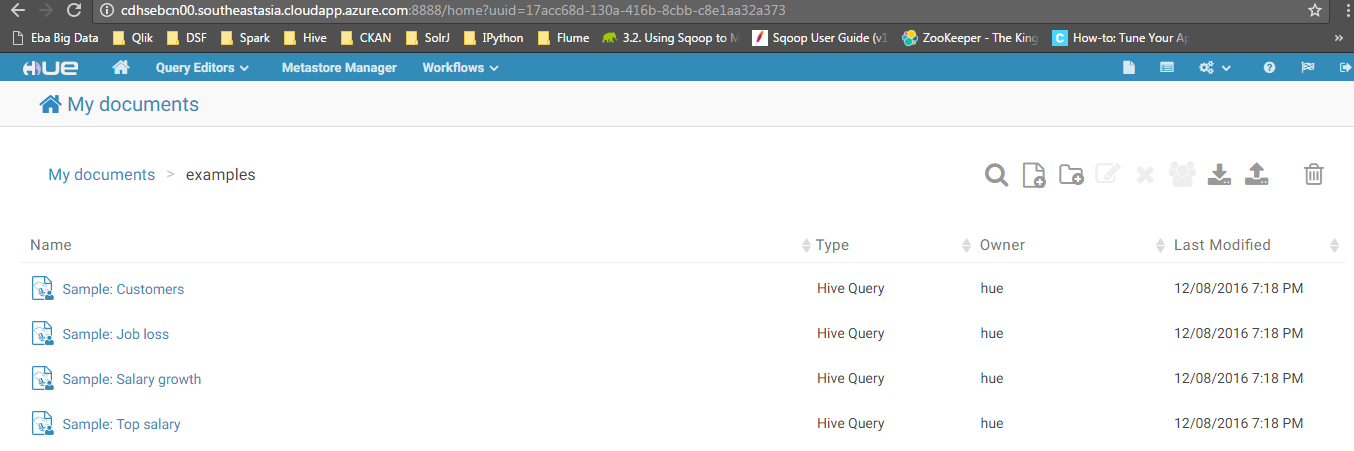 cdhsebcn00.southeastasia.cloudapp.azure.com:8888/home?uuid=17acc68d-130a-416b-8cbb-c8e1aa32a373
Eba Big Data Qlik DSF Spark Hive CKAN SolrJ IPython Flume 3.2. Using Sqoop to M Sqoop User Guide (v1 ZooKeeper - The King How-to: Tune Your Ap »
HUE Query Editors Metastore Manager Workflows
My documents
My documents > examples
Name Type Owner Last Modified
Sample: Customers Hive Query hue 12/08/2016 7:18 PM
Sample: Job loss Hive Query hue 12/08/2016 7:18 PM
Sample: Salary growth Hive Query hue 12/08/2016 7:18 PM
Sample: Top salary Hive Query hue 12/08/2016 7:18 PM